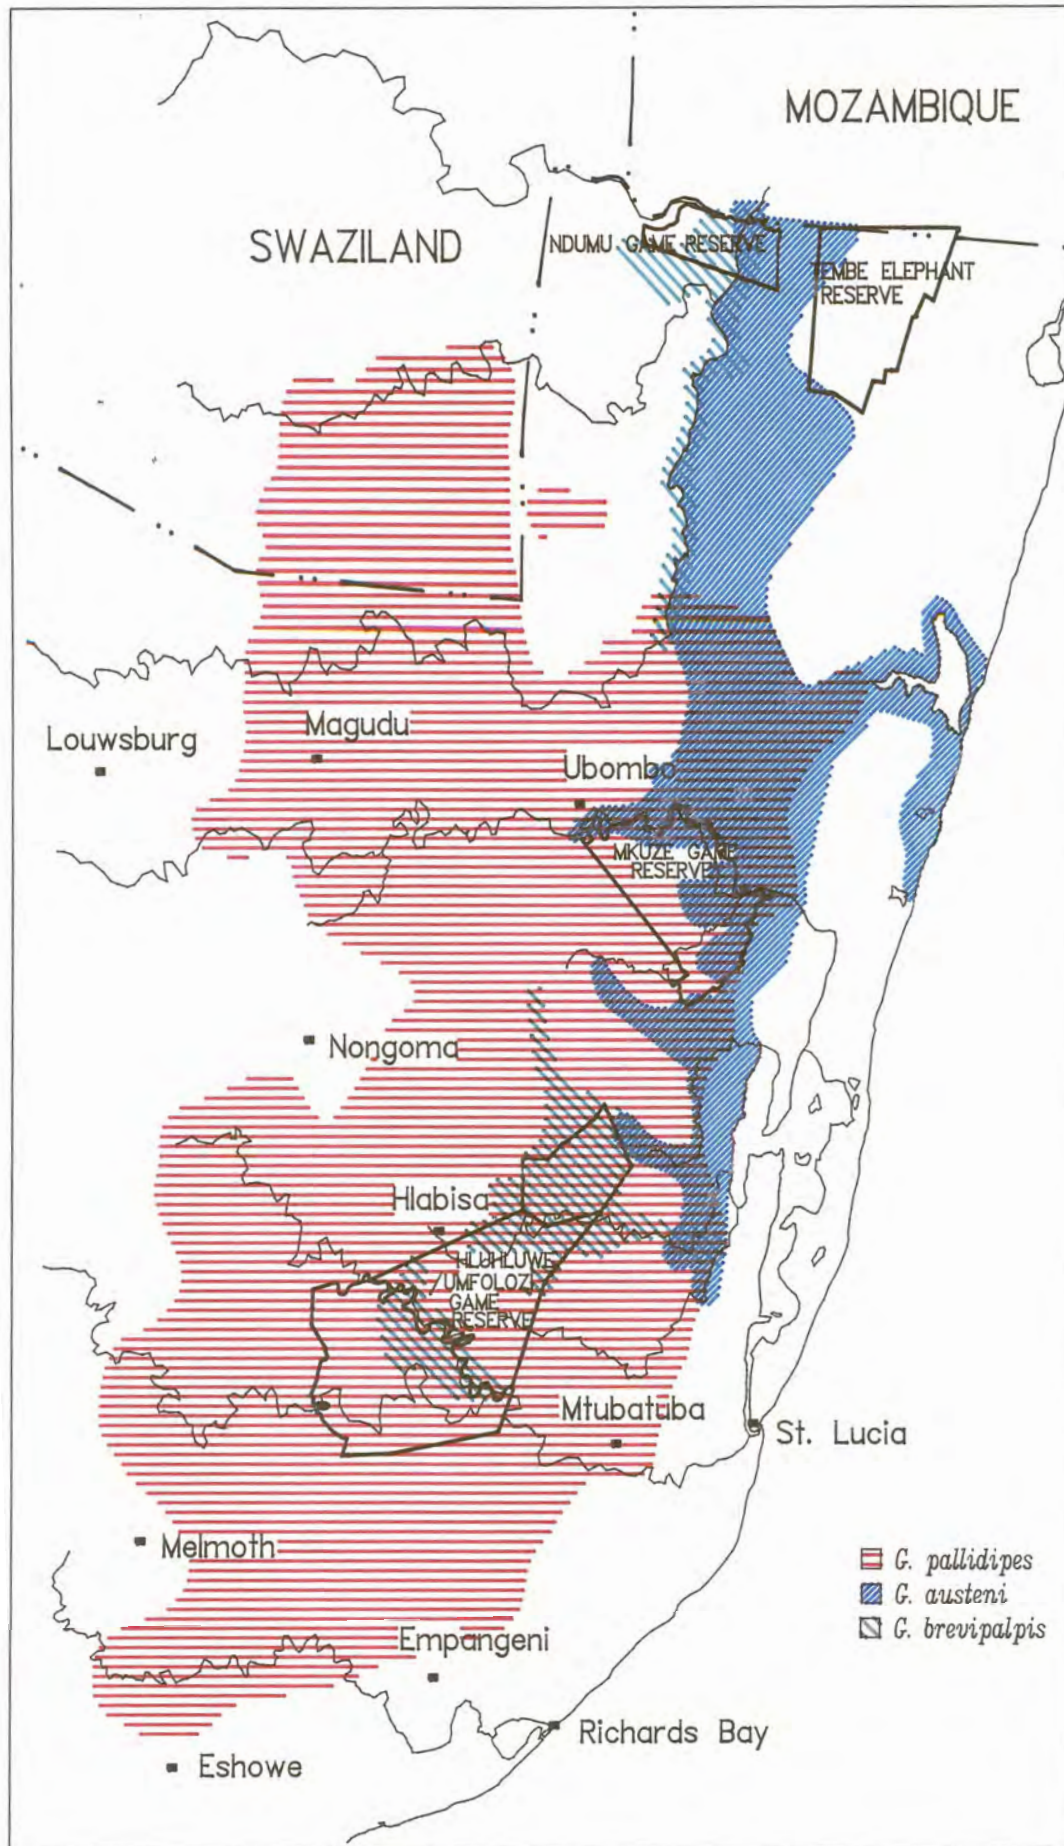 MOZAMBIQUE
SWAZILAND
NDUMU GAME RESERVE
TEMBE ELEPHANT
RESERVE
Louwsburg
Magudu
Ubombo
MKUZE GAME
RESERVE
Nongoma
Hlabisa
HLUHLUWE
/UMFOLOZI
GAME
RESERVE
Mtubatuba
St. Lucia
Melmoth
G. pallidipes
G. austeni
G. brevipalpis
Empangeni
Richards Bay
Eshowe